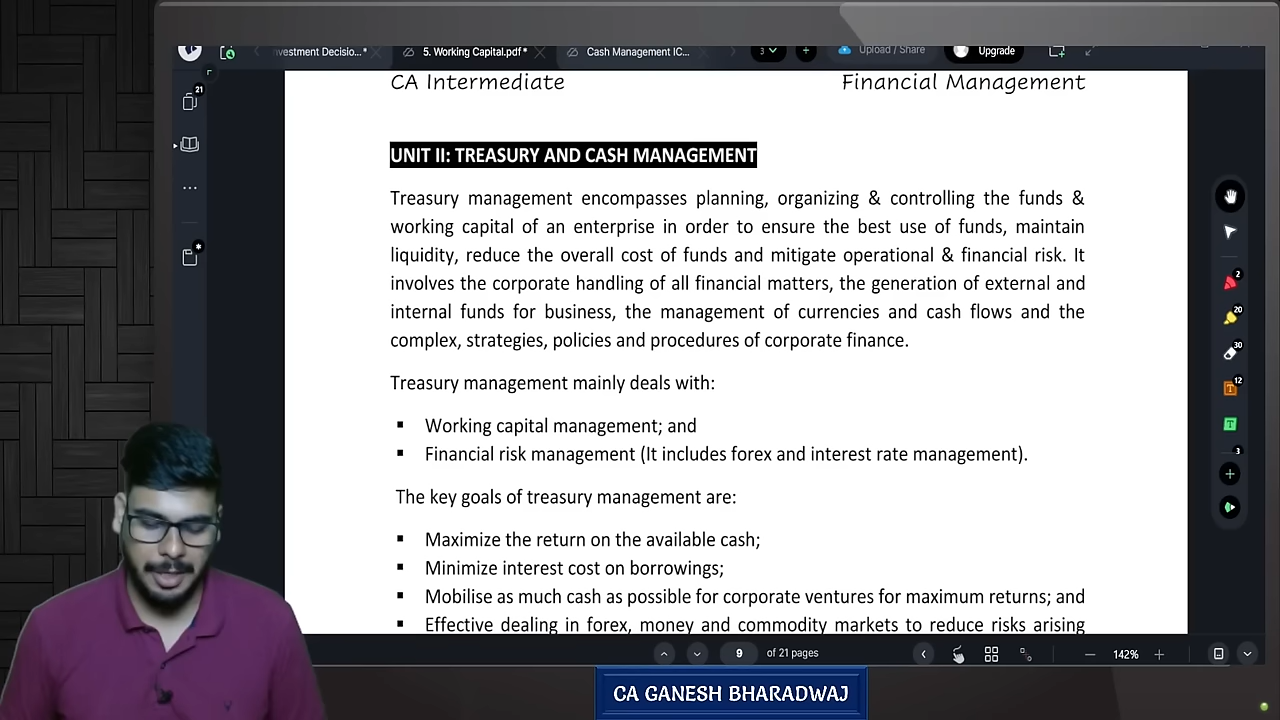 nvestment Decisio...*
5. Working Capital.pdf*
Cash Management IC...
3
Upload / Share
Upgrade
CA Intermediate
Financial Management
21
UNIT II: TREASURY AND CASH MANAGEMENT
Treasury management encompasses planning, organizing & controlling the funds &
working capital of an enterprise in order to ensure the best use of funds, maintain
liquidity, reduce the overall cost of funds and mitigate operational & financial risk. It
involves the corporate handling of all financial matters, the generation of external and
internal funds for business, the management of currencies and cash flows and the
complex, strategies, policies and procedures of corporate finance.
Treasury management mainly deals with:
▪ Working capital management; and
▪ Financial risk management (It includes forex and interest rate management).
The key goals of treasury management are:
▪ Maximize the return on the available cash;
▪ Minimize interest cost on borrowings;
▪ Mobilise as much cash as possible for corporate ventures for maximum returns; and
▪ Effective dealing in forex, money and commodity markets to reduce risks arising
2
20
30
12
3
9 of 21 pages
142%
CA GANESH BHARADWAJ